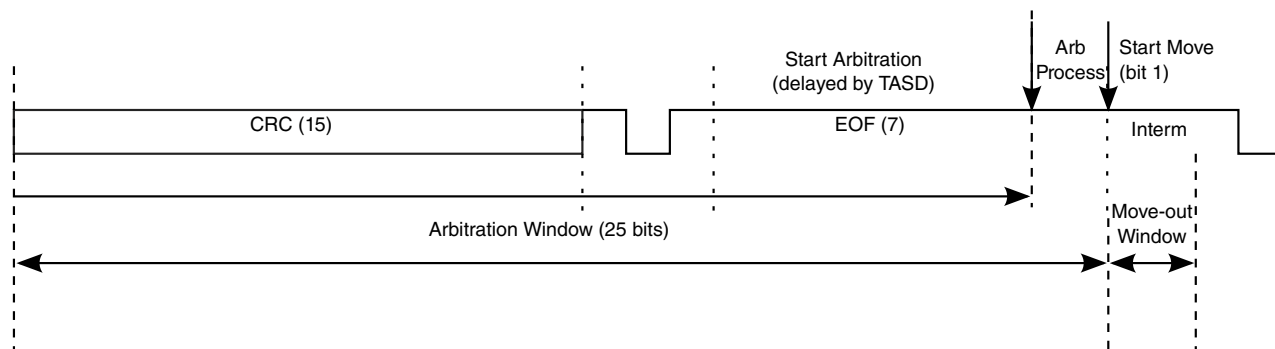 Start Arbitration
(delayed by TASD)
Arb
Process
Start Move
(bit 1)
CRC (15)
EOF (7)
Interm
Arbitration Window (25 bits)
Move-out
Window